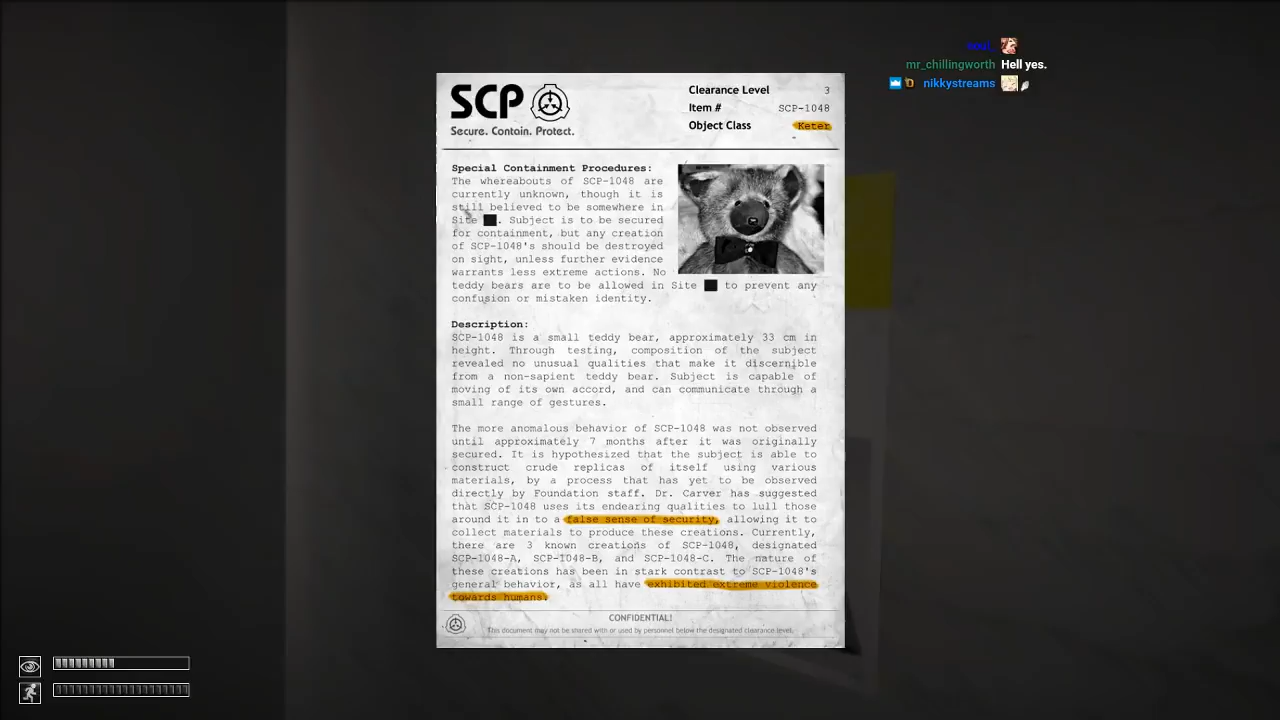 mr_chillingworth Hell yes.
nikkystreams
SCP
Secure. Contain. Protect.
Clearance Level 3
Item # SCP-1048
Object Class Keter
Special Containment Procedures:
The whereabouts of SCP-1048 are
currently unknown, though it is
still believed to be somewhere in
Site ■. Subject is to be secured
for containment, but any creation
of SCP-1048's should be destroyed
on sight, unless further evidence
warrants less extreme actions. No
teddy bears are to be allowed in Site ■ to prevent any
confusion or mistaken identity.
Description:
SCP-1048 is a small teddy bear, approximately 33 cm in
height. Through testing, composition of the subject
revealed no unusual qualities that make it discernible
from a non-sapient teddy bear. Subject is capable of
moving of its own accord, and can communicate through a
small range of gestures.
The more anomalous behavior of SCP-1048 was not observed
until approximately 7 months after it was originally
secured. It is hypothesized that the subject is able to
construct crude replicas of itself using various
materials, by a process that has yet to be observed
directly by Foundation staff. Dr. Carver has suggested
that SCP-1048 uses its endearing qualities to lull those
around it in to a false sense of security, allowing it to
collect materials to produce these creations. Currently,
there are 3 known creations of SCP-1048, designated
SCP-1048-A, SCP-1048-B, and SCP-1048-C. The nature of
these creations has been in stark contrast to SCP-1048's
general behavior, as all have exhibited extreme violence
towards humans.
CONFIDENTIAL!
This document may not be shared with or used by personnel below the designated clearance level.